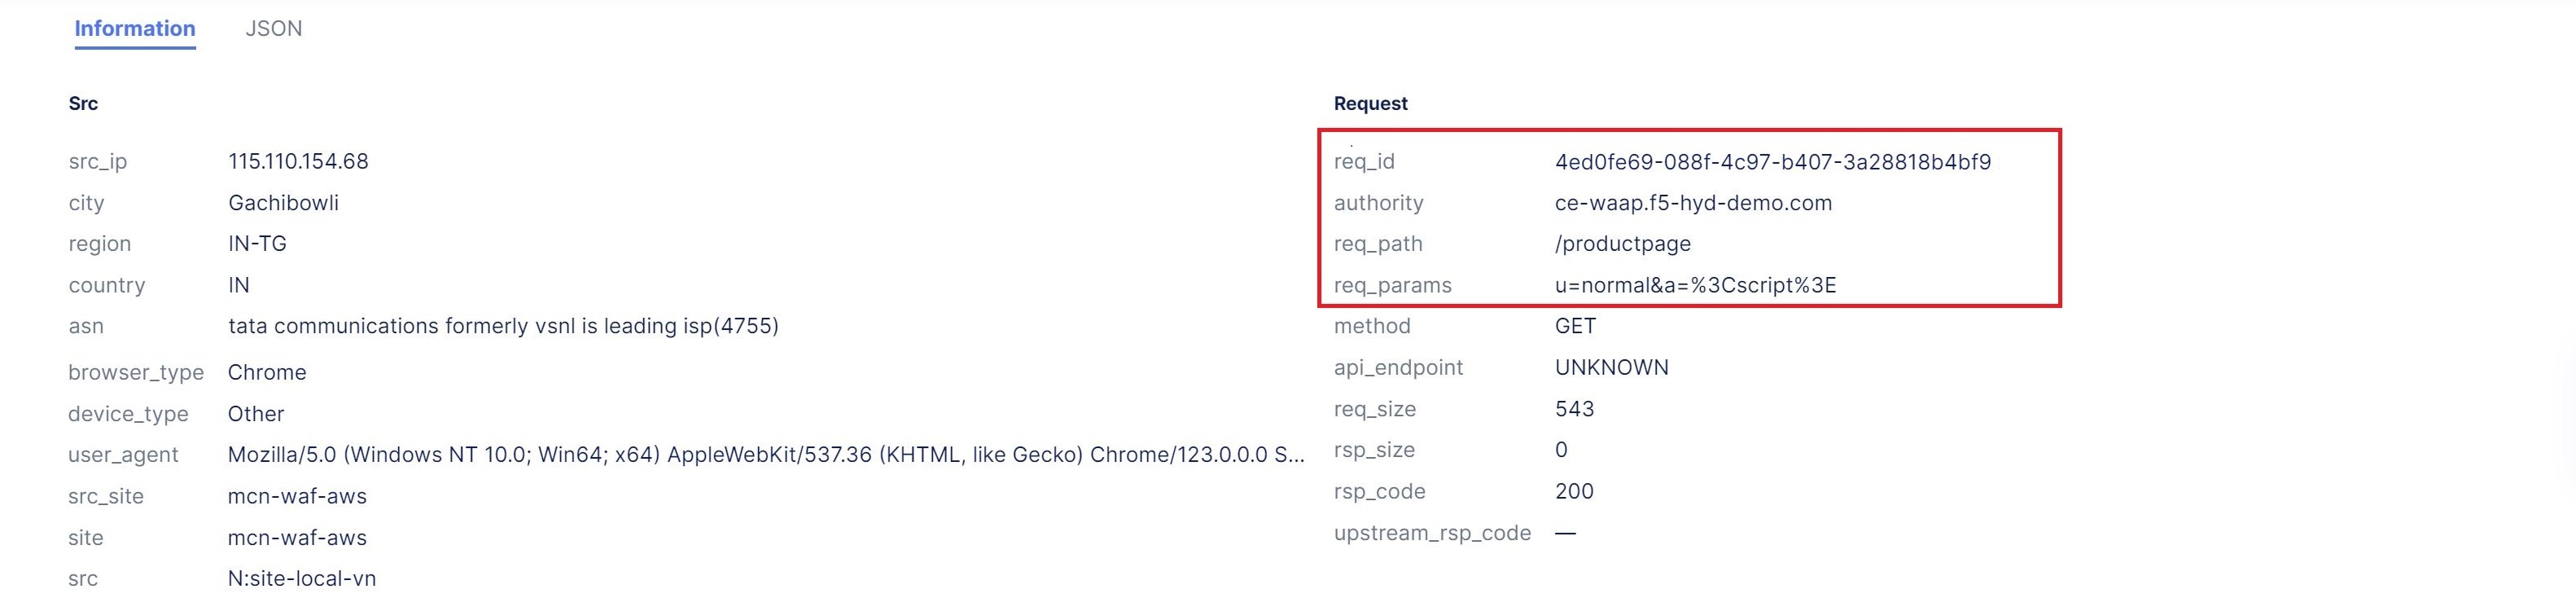 Information JSON
Src
src_ip 115.110.154.68
city Gachibowli
region IN-TG
country IN
asn tata communications formerly vsnl is leading isp(4755)
browser_type Chrome
device_type Other
user_agent Mozilla/5.0 (Windows NT 10.0; Win64; x64) AppleWebKit/537.36 (KHTML, like Gecko) Chrome/123.0.0.0 S...
src_site mcn-waf-aws
site mcn-waf-aws
src N:site-local-vn
Request
req_id 4ed0fe69-088f-4c97-b407-3a28818b4bf9
authority ce-waap.f5-hyd-demo.com
req_path /productpage
req_params u=normal&a=%3Cscript%3E
method GET
api_endpoint UNKNOWN
req_size 543
rsp_size 0
rsp_code 200
upstream_rsp_code —